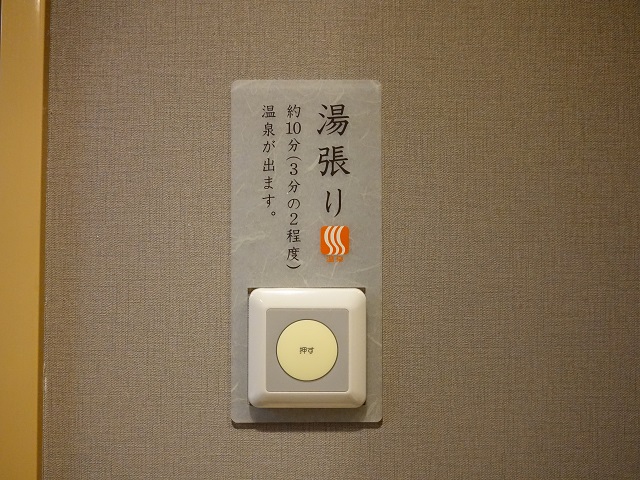 湯張り
約10分(3分の2程度)
温泉が出ます。
押す